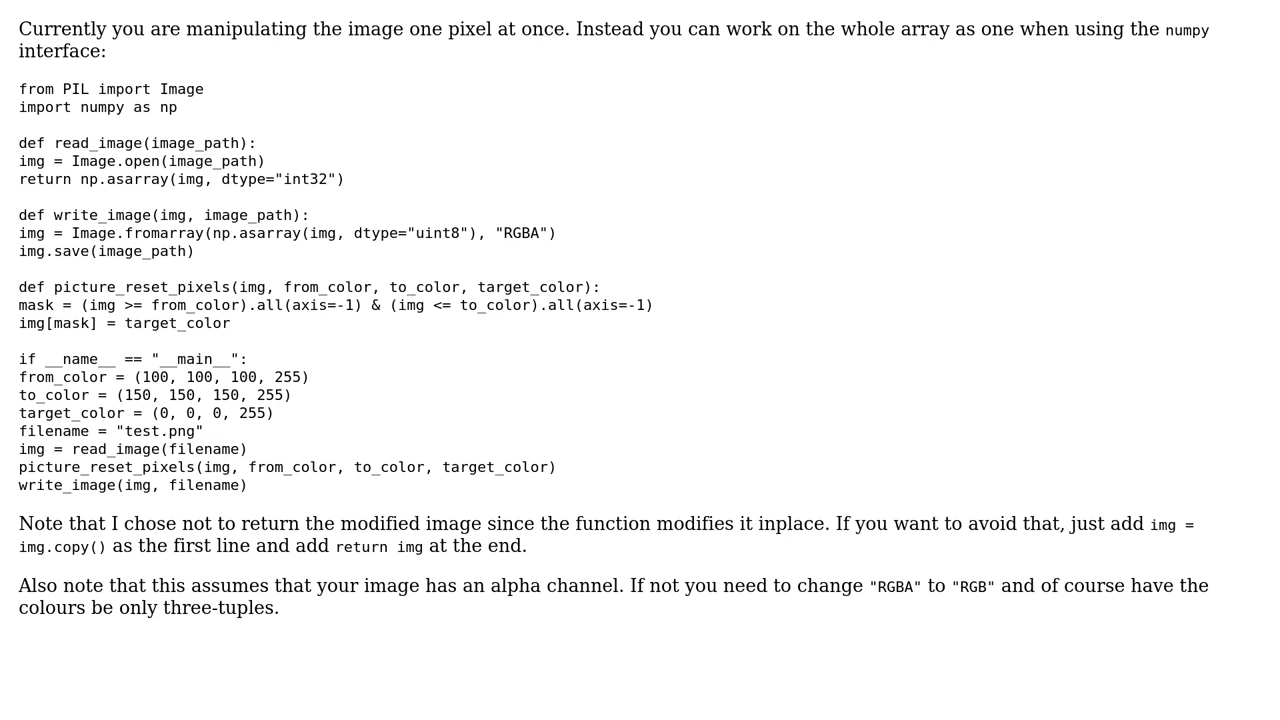 Currently you are manipulating the image one pixel at once. Instead you can work on the whole array as one when using the numpy
interface:
from PIL import Image
import numpy as np
def read_image(image_path):
img = Image.open(image_path)
return np.asarray(img, dtype="int32")
def write_image(img, image_path):
img = Image.fromarray(np.asarray(img, dtype="uint8"), "RGBA")
img.save(image_path)
def picture_reset_pixels(img, from_color, to_color, target_color):
mask = (img >= from_color).all(axis=-1) & (img <= to_color).all(axis=-1)
img[mask] = target_color
if __name__ == "__main__":
from_color = (100, 100, 100, 255)
to_color = (150, 150, 150, 255)
target_color = (0, 0, 0, 255)
filename = "test.png"
img = read_image(filename)
picture_reset_pixels(img, from_color, to_color, target_color)
write_image(img, filename)
Note that I chose not to return the modified image since the function modifies it inplace. If you want to avoid that, just add img =
img.copy() as the first line and add return img at the end.
Also note that this assumes that your image has an alpha channel. If not you need to change "RGBA" to "RGB" and of course have the
colours be only three-tuples.